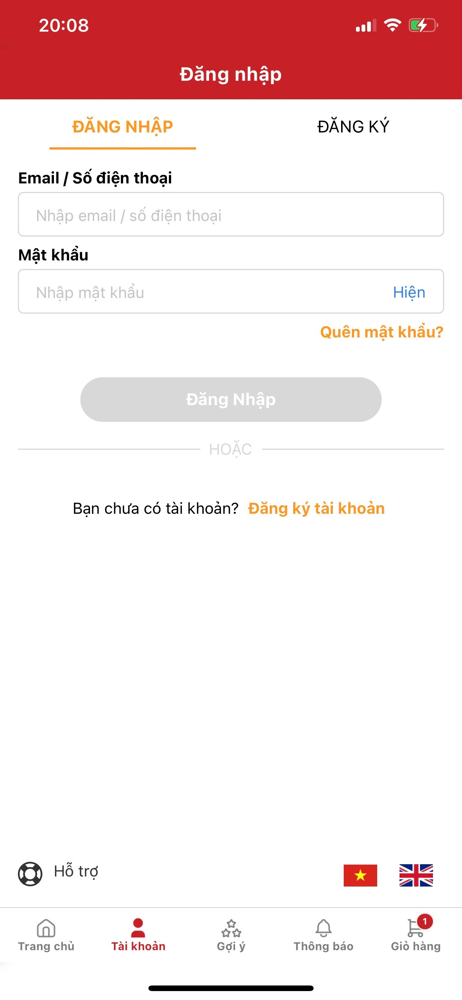 20:08
Đăng nhập
ĐĂNG NHẬP
ĐĂNG KÝ
Email / Số điện thoại
Nhập email / số điện thoại
Mật khẩu
Nhập mật khẩu
Hiện
Quên mật khẩu?
Đăng Nhập
HOẶC
Bạn chưa có tài khoản? Đăng ký tài khoản
Hỗ trợ
1
Trang chủ
Tài khoản
Gợi ý
Thông báo
Giỏ hàng